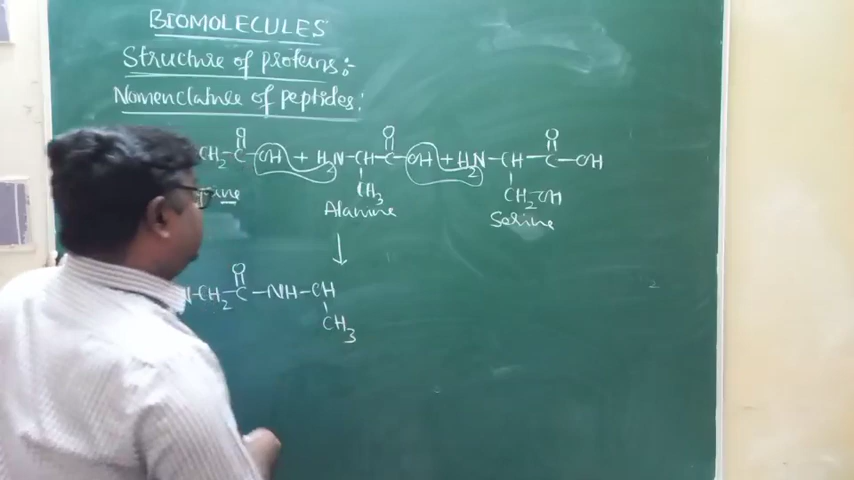 BIOMOLECULES
Structure of proteins:-
Nomenclature of peptides:
O O O
CH2-C-OH + H2N-CH-C-OH + H2N-CH-C-OH
CH3 CH2-OH
ine Alanine Serine
O
N-CH2-C-NH-CH
CH3